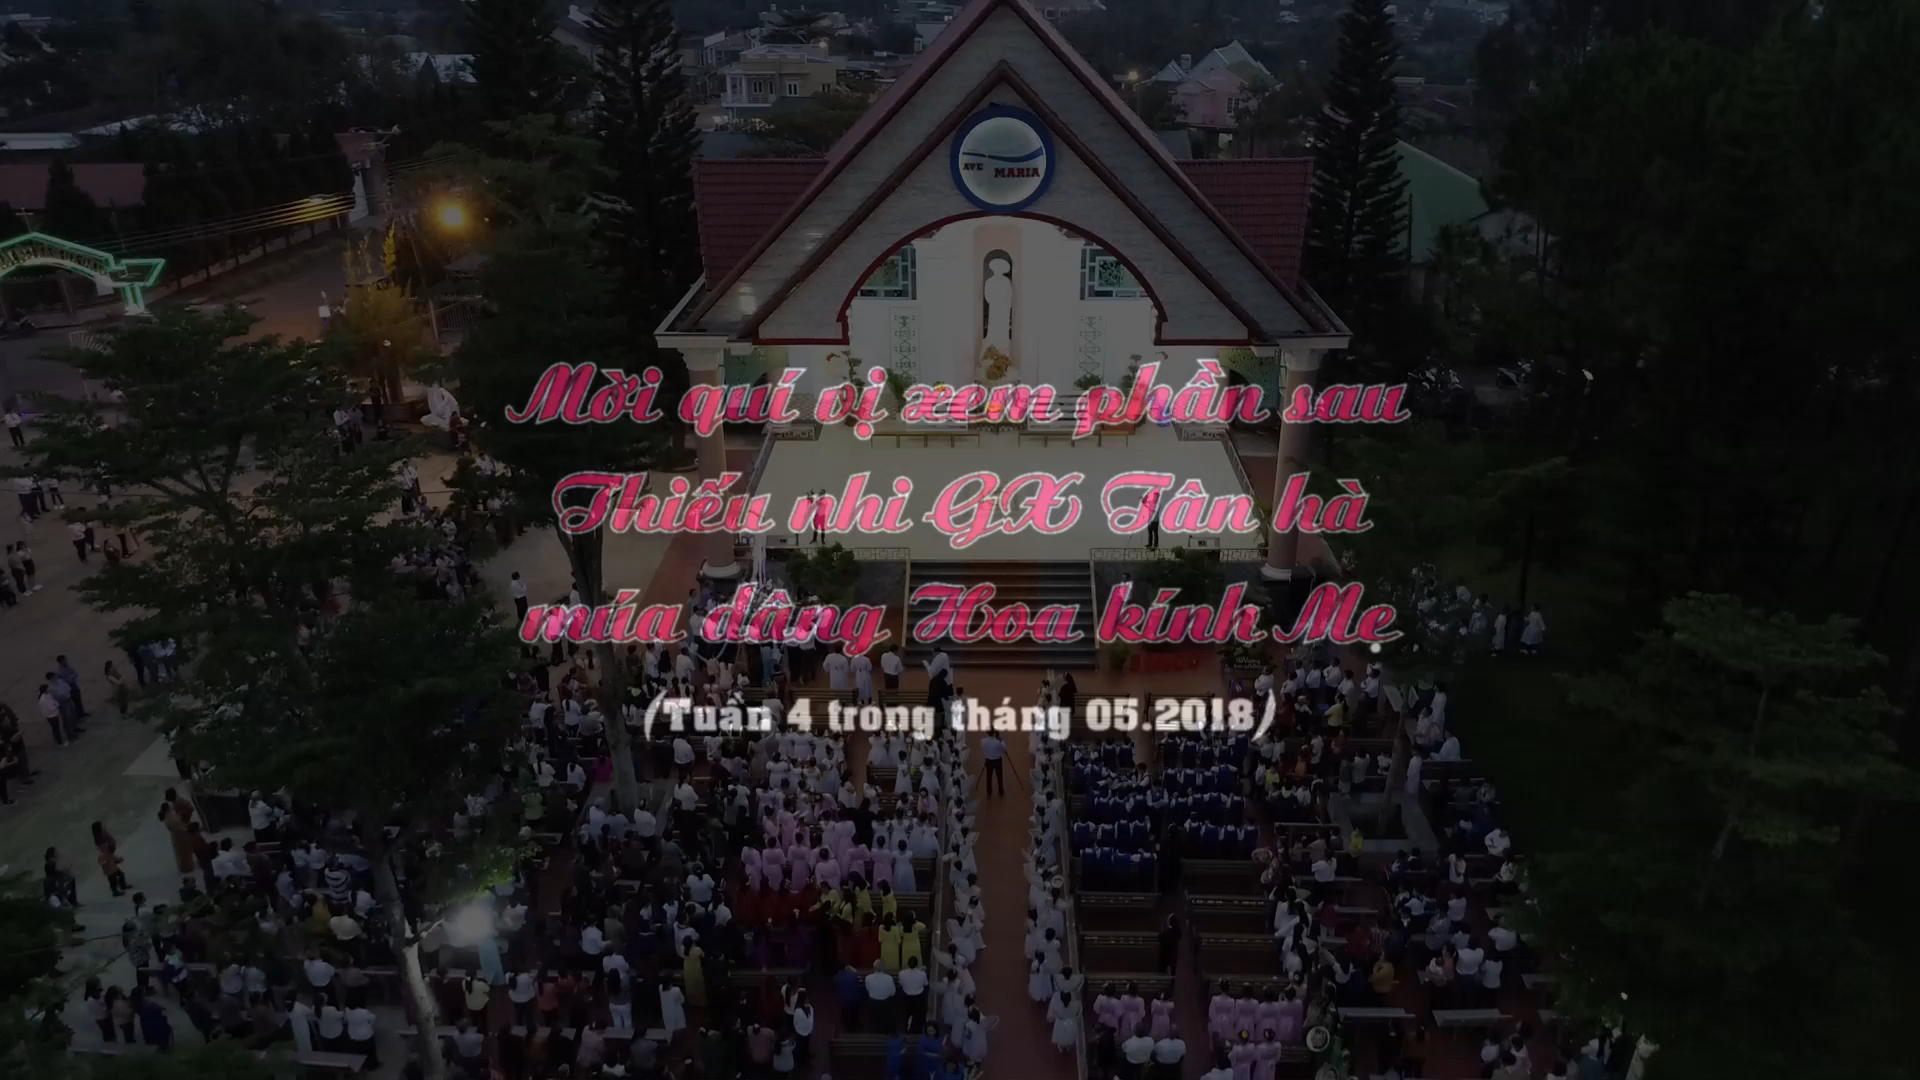 AVE MARIA
Mời quí vị xem phần sau
Thiếu nhi GX Tân hà
múa dâng Hoa kính Mẹ
(Tuần 4 trong tháng 05.2018)